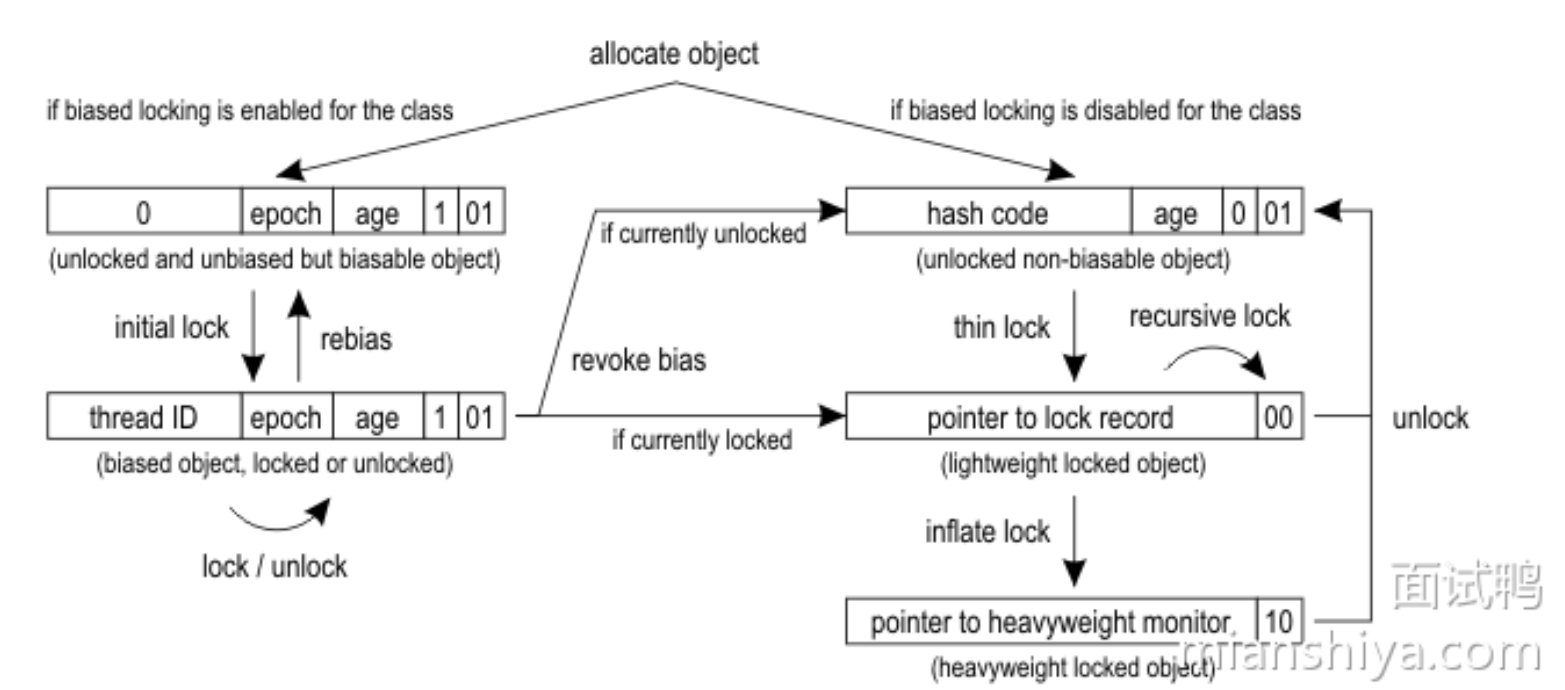 allocate object
if biased locking is enabled for the class
if biased locking is disabled for the class
0 epoch age 1 01
hash code age 0 01
(unlocked and unbiased but biasable object)
if currently unlocked
(unlocked non-biasable object)
initial lock
rebias
thin lock
recursive lock
revoke bias
thread ID epoch age 1 01
pointer to lock record 00
unlock
(biased object, locked or unlocked)
if currently locked
(lightweight locked object)
lock / unlock
inflate lock
面试鸭
pointer to heavyweight monitor 10
mianshiya.com
(heavyweight locked object)